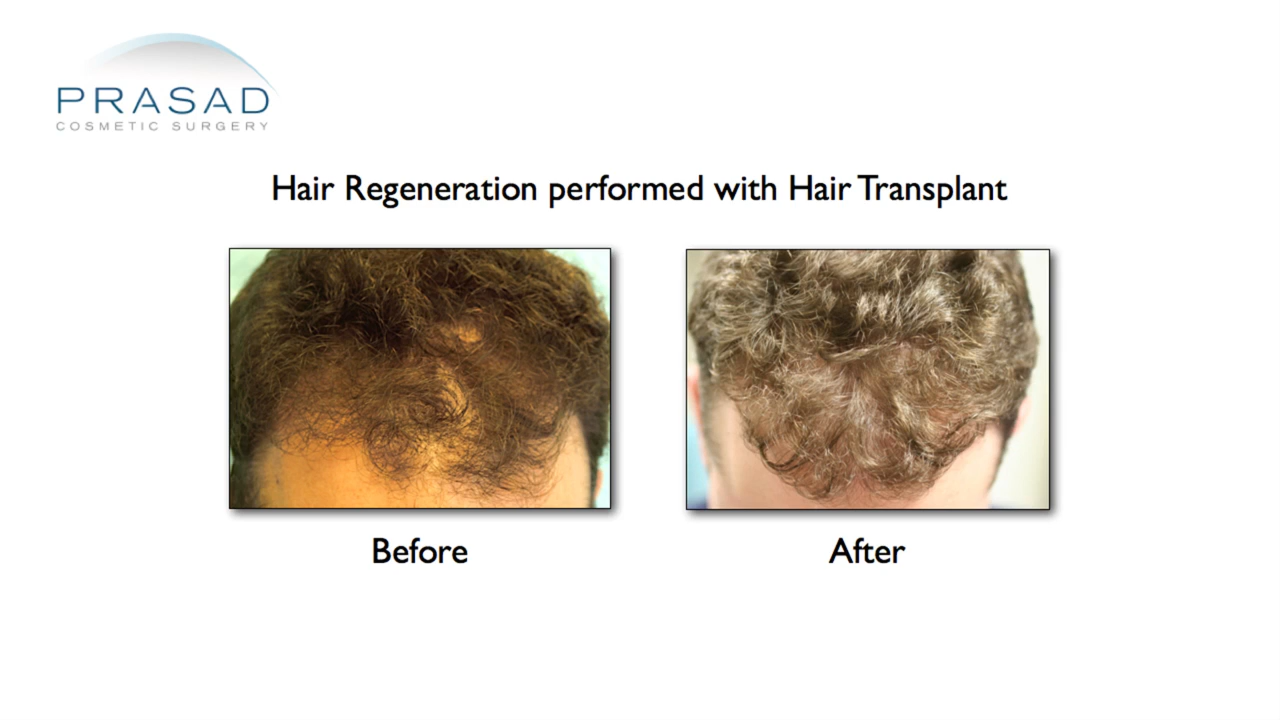 PRASAD
COSMETIC SURGERY
Hair Regeneration performed with Hair Transplant
Before
After